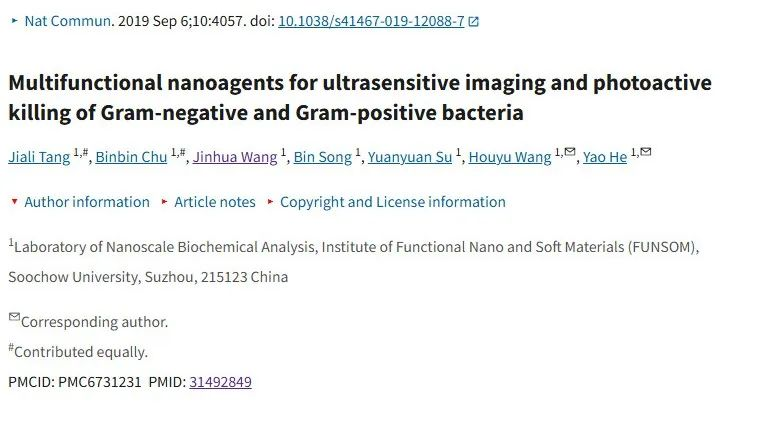 Nat Commun. 2019 Sep 6;10:4057. doi: 10.1038/s41467-019-12088-7
Multifunctional nanoagents for ultrasensitive imaging and photoactive
killing of Gram-negative and Gram-positive bacteria
Jiali Tang 1,#, Binbin Chu 1,#, Jinhua Wang 1, Bin Song 1, Yuanyuan Su 1, Houyu Wang 1,✉, Yao He 1,✉
Author information Article notes Copyright and License information
1Laboratory of Nanoscale Biochemical Analysis, Institute of Functional Nano and Soft Materials (FUNSOM),
Soochow University, Suzhou, 215123 China
✉Corresponding author.
#Contributed equally.
PMCID: PMC6731231 PMID: 31492849